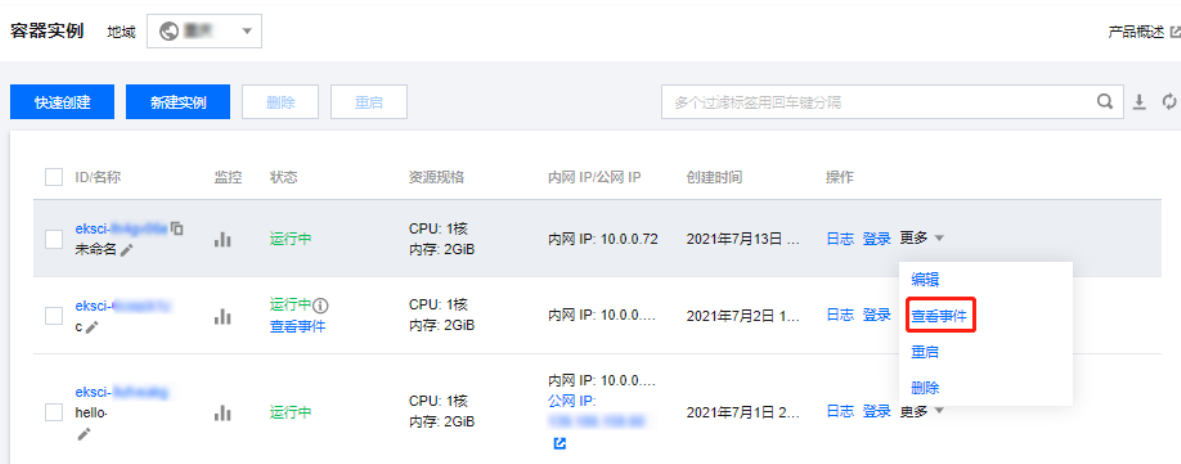 容器实例 地域 产品概述
快速创建 新建实例 删除 重启 多个过滤标签用回车键分隔
ID/名称 监控 状态 资源规格 内网 IP/公网 IP 创建时间 操作
eksci-
未命名
运行中
CPU: 1核
内存: 2GiB
内网 IP: 10.0.0.72
2021年7月13日 ...
日志 登录 更多
编辑
查看事件
重启
删除
eksci-
c
运行中
查看事件
CPU: 1核
内存: 2GiB
内网 IP: 10.0.0....
2021年7月2日 1...
日志 登录
eksci-
hello-
运行中
CPU: 1核
内存: 2GiB
内网 IP: 10.0.0....
公网 IP:
2021年7月1日 2...
日志 登录 更多